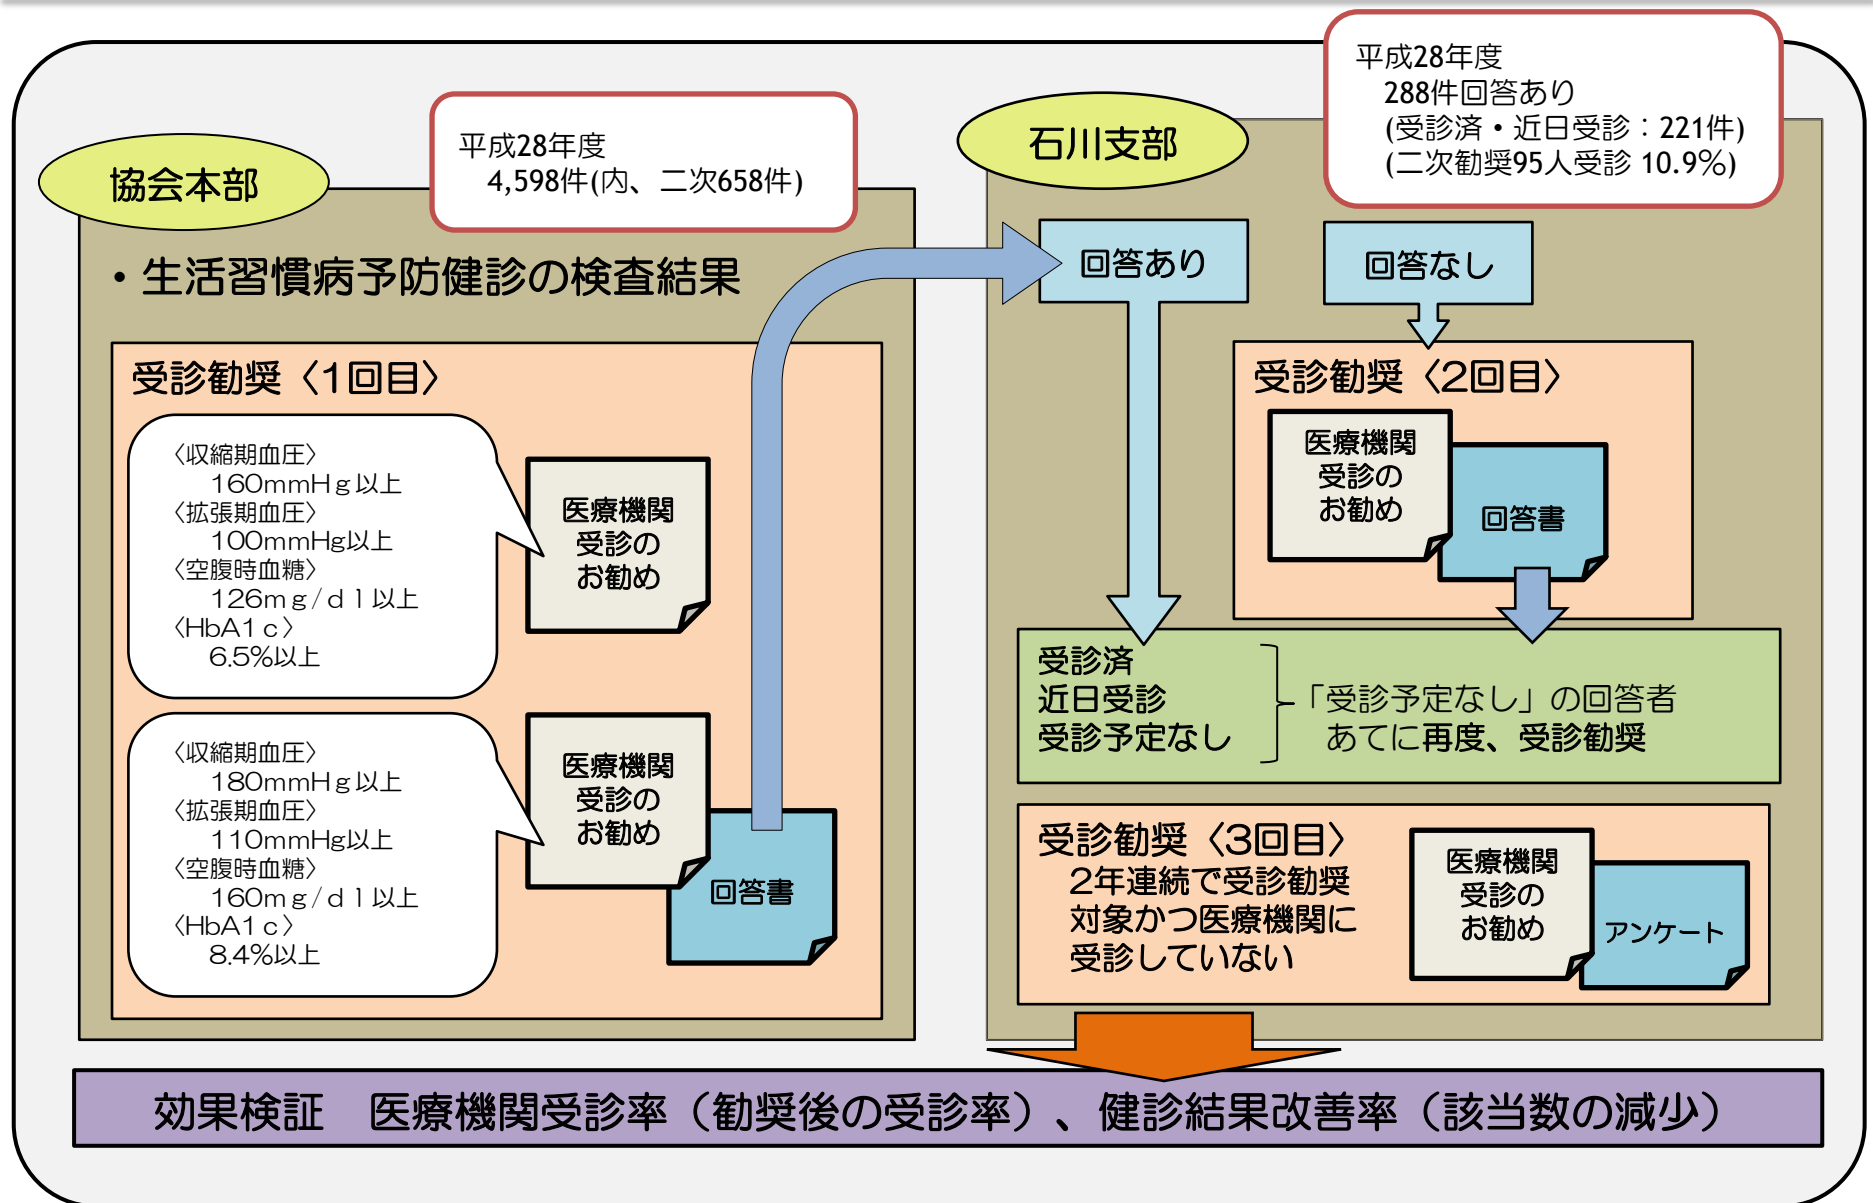 協会本部
平成28年度
4,598件(内、二次658件)
・生活習慣病予防健診の検査結果
受診勧奨〈1回目〉
〈収縮期血圧〉
160mmHg以上
〈拡張期血圧〉
100mmHg以上
〈空腹時血糖〉
126mg/dl以上
〈HbA1c〉
6.5%以上
医療機関
受診の
お勧め
〈収縮期血圧〉
180mmHg以上
〈拡張期血圧〉
110mmHg以上
〈空腹時血糖〉
160mg/dl以上
〈HbA1c〉
8.4%以上
医療機関
受診の
お勧め
回答書
石川支部
平成28年度
288件回答あり
(受診済・近日受診：221件)
(二次勧奨95人受診 10.9%)
回答あり
回答なし
受診勧奨〈2回目〉
医療機関
受診の
お勧め
回答書
受診済
近日受診
受診予定なし
「受診予定なし」の回答者
あてに再度、受診勧奨
受診勧奨〈3回目〉
2年連続で受診勧奨
対象かつ医療機関に
受診していない
医療機関
受診の
お勧め
アンケート
効果検証　医療機関受診率（勧奨後の受診率）、健診結果改善率（該当数の減少）